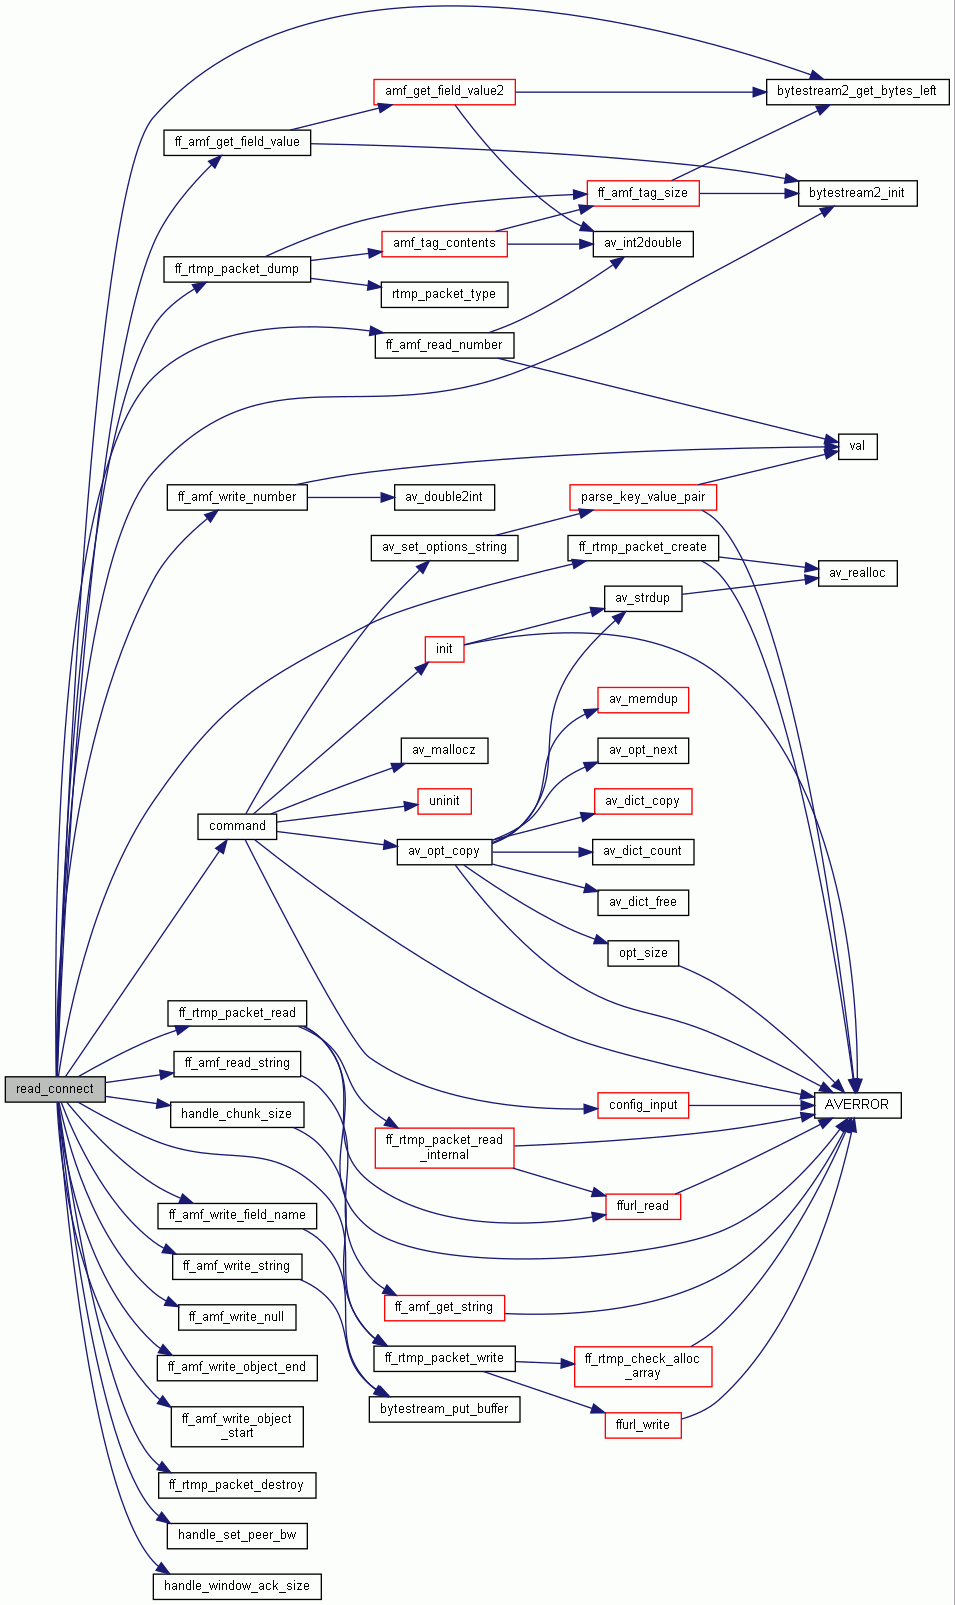 amf_get_field_value2
bytestream2_get_bytes_left
ff_amf_get_field_value
ff_amf_tag_size
bytestream2_init
amf_tag_contents
av_int2double
ff_rtmp_packet_dump
rtmp_packet_type
ff_amf_read_number
val
ff_amf_write_number
av_double2int
parse_key_value_pair
av_set_options_string
ff_rtmp_packet_create
av_realloc
av_strdup
init
av_memdup
av_mallocz
av_opt_next
uninit
av_dict_copy
command
av_opt_copy
av_dict_count
av_dict_free
opt_size
ff_rtmp_packet_read
ff_amf_read_string
read_connect
handle_chunk_size
config_input
AVERROR
ff_rtmp_packet_read
_internal
ffurl_read
ff_amf_write_field_name
ff_amf_write_string
ff_amf_get_string
ff_amf_write_null
ff_rtmp_packet_write
ff_rtmp_check_alloc
_array
ff_amf_write_object_end
bytestream_put_buffer
ff_amf_write_object
_start
ffurl_write
ff_rtmp_packet_destroy
handle_set_peer_bw
handle_window_ack_size